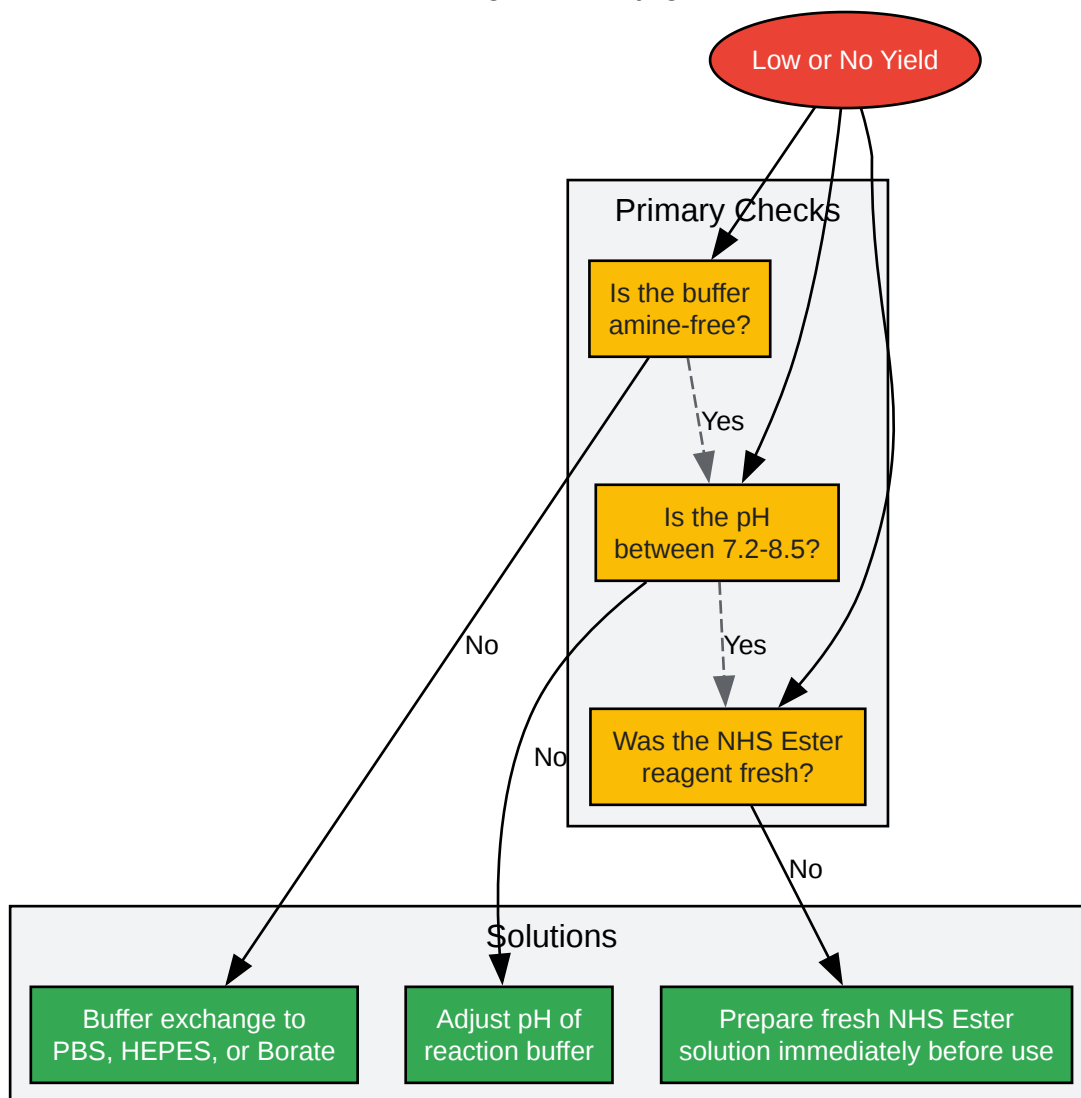 Low or No Yield
Primary Checks
Is the buffer
amine-free?
Yes
Is the pH
between 7.2-8.5?
No
Yes
Was the NHS Ester
reagent fresh?
No
No
Solutions
Buffer exchange to
PBS, HEPES, or Borate
Adjust pH of
reaction buffer
Prepare fresh NHS Ester
solution immediately before use